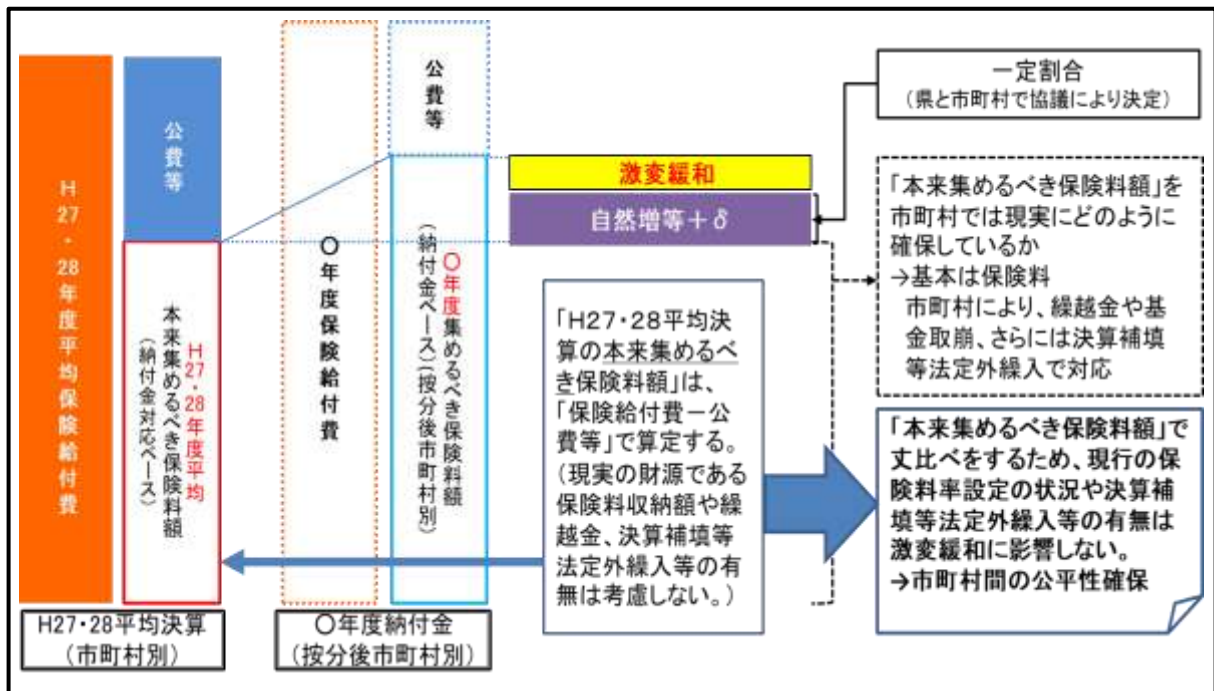 H27・28年度平均保険給付費
公費等
H27・28年度平均
本来集めるべき保険料額
（納付金対応ベース）
H27・28平均決算
（市町村別）
〇年度保険給付費
公費等
〇年度集めるべき保険料額
（納付金ベース）（按分後市町村別）
〇年度納付金
（按分後市町村別）
激変緩和
自然増等＋δ
「H27・28平均決
算の本来集めるべ
き保険料額」は、
「保険給付費－公
費等」で算定する。
（現実の財源である
保険料収納額や繰
越金、決算補填等
法定外繰入等の有
無は考慮しない。）
一定割合
（県と市町村で協議により決定）
「本来集めるべき保険料額」を
市町村では現実にどのように
確保しているか
→基本は保険料
市町村により、繰越金や基
金取崩、さらには決算補填
等法定外繰入で対応
「本来集めるべき保険料額」で
丈比べをするため、現行の保
険料率設定の状況や決算補
填等法定外繰入等の有無は
激変緩和に影響しない。
→市町村間の公平性確保